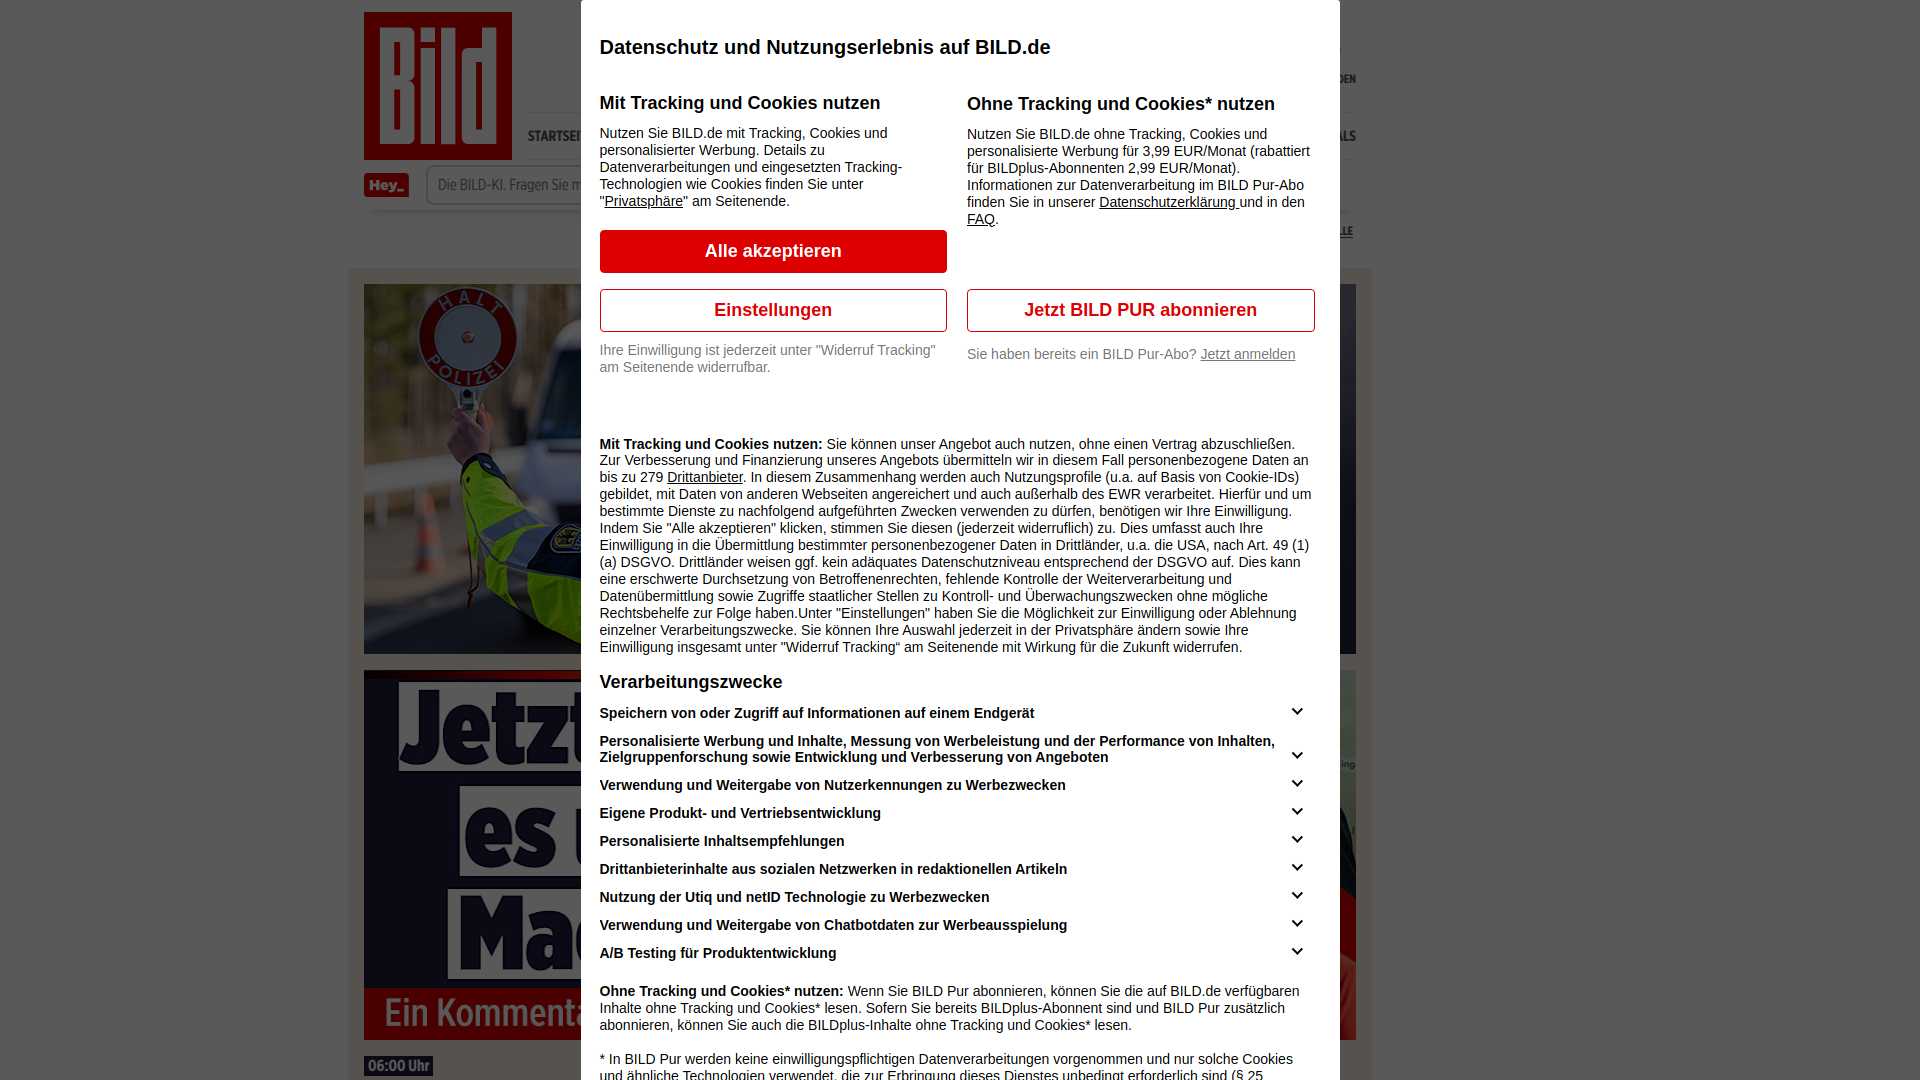 Bild
STARTSEI
DEN
ALS
Hey_
Die BILD-KI. Fragen Sie m
LLE
HALT
POLIZEI
Jetzt
es
Mac
Ein Kommenta
06:00 Uhr
ing
Datenschutz und Nutzungserlebnis auf BILD.de
Mit Tracking und Cookies nutzen
Nutzen Sie BILD.de mit Tracking, Cookies und
personalisierter Werbung. Details zu
Datenverarbeitungen und eingesetzten Tracking-
Technologien wie Cookies finden Sie unter
"Privatsphäre" am Seitenende.
Alle akzeptieren
Einstellungen
Ihre Einwilligung ist jederzeit unter "Widerruf Tracking"
am Seitenende widerrufbar.
Ohne Tracking und Cookies* nutzen
Nutzen Sie BILD.de ohne Tracking, Cookies und
personalisierte Werbung für 3,99 EUR/Monat (rabattiert
für BILDplus-Abonnenten 2,99 EUR/Monat).
Informationen zur Datenverarbeitung im BILD Pur-Abo
finden Sie in unserer Datenschutzerklärung und in den
FAQ.
Jetzt BILD PUR abonnieren
Sie haben bereits ein BILD Pur-Abo? Jetzt anmelden
Mit Tracking und Cookies nutzen: Sie können unser Angebot auch nutzen, ohne einen Vertrag abzuschließen.
Zur Verbesserung und Finanzierung unseres Angebots übermitteln wir in diesem Fall personenbezogene Daten an
bis zu 279 Drittanbieter. In diesem Zusammenhang werden auch Nutzungsprofile (u.a. auf Basis von Cookie-IDs)
gebildet, mit Daten von anderen Webseiten angereichert und auch außerhalb des EWR verarbeitet. Hierfür und um
bestimmte Dienste zu nachfolgend aufgeführten Zwecken verwenden zu dürfen, benötigen wir Ihre Einwilligung.
Indem Sie "Alle akzeptieren" klicken, stimmen Sie diesen (jederzeit widerruflich) zu. Dies umfasst auch Ihre
Einwilligung in die Übermittlung bestimmter personenbezogener Daten in Drittländer, u.a. die USA, nach Art. 49 (1)
(a) DSGVO. Drittländer weisen ggf. kein adäquates Datenschutzniveau entsprechend der DSGVO auf. Dies kann
eine erschwerte Durchsetzung von Betroffenenrechten, fehlende Kontrolle der Weiterverarbeitung und
Datenübermittlung sowie Zugriffe staatlicher Stellen zu Kontroll- und Überwachungszwecken ohne mögliche
Rechtsbehelfe zur Folge haben.Unter "Einstellungen" haben Sie die Möglichkeit zur Einwilligung oder Ablehnung
einzelner Verarbeitungszwecke. Sie können Ihre Auswahl jederzeit in der Privatsphäre ändern sowie Ihre
Einwilligung insgesamt unter "Widerruf Tracking“ am Seitenende mit Wirkung für die Zukunft widerrufen.
Verarbeitungszwecke
Speichern von oder Zugriff auf Informationen auf einem Endgerät
Personalisierte Werbung und Inhalte, Messung von Werbeleistung und der Performance von Inhalten,
Zielgruppenforschung sowie Entwicklung und Verbesserung von Angeboten
Verwendung und Weitergabe von Nutzerkennungen zu Werbezwecken
Eigene Produkt- und Vertriebsentwicklung
Personalisierte Inhaltsempfehlungen
Drittanbieterinhalte aus sozialen Netzwerken in redaktionellen Artikeln
Nutzung der Utiq und netID Technologie zu Werbezwecken
Verwendung und Weitergabe von Chatbotdaten zur Werbeausspielung
A/B Testing für Produktentwicklung
Ohne Tracking und Cookies* nutzen: Wenn Sie BILD Pur abonnieren, können Sie die auf BILD.de verfügbaren
Inhalte ohne Tracking und Cookies* lesen. Sofern Sie bereits BILDplus-Abonnent sind und BILD Pur zusätzlich
abonnieren, können Sie auch die BILDplus-Inhalte ohne Tracking und Cookies* lesen.
* In BILD Pur werden keine einwilligungspflichtigen Datenverarbeitungen vorgenommen und nur solche Cookies
und ähnliche Technologien verwendet, die zur Erbringung dieses Dienstes unbedingt erforderlich sind (§ 25